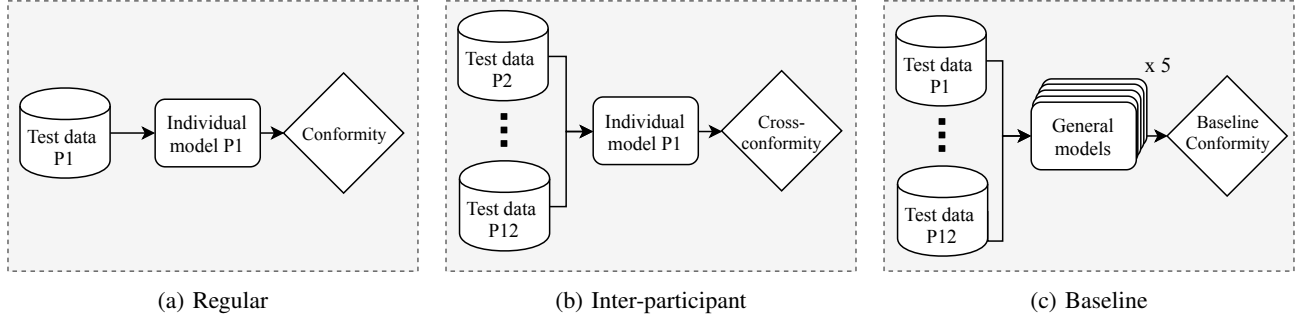 Test data
P1
Individual
model P1
Conformity
(a) Regular
Test data
P2
Test data
P12
Individual
model P1
Cross-
conformity
(b) Inter-participant
Test data
P1
Test data
P12
x 5
General
models
Baseline
Conformity
(c) Baseline